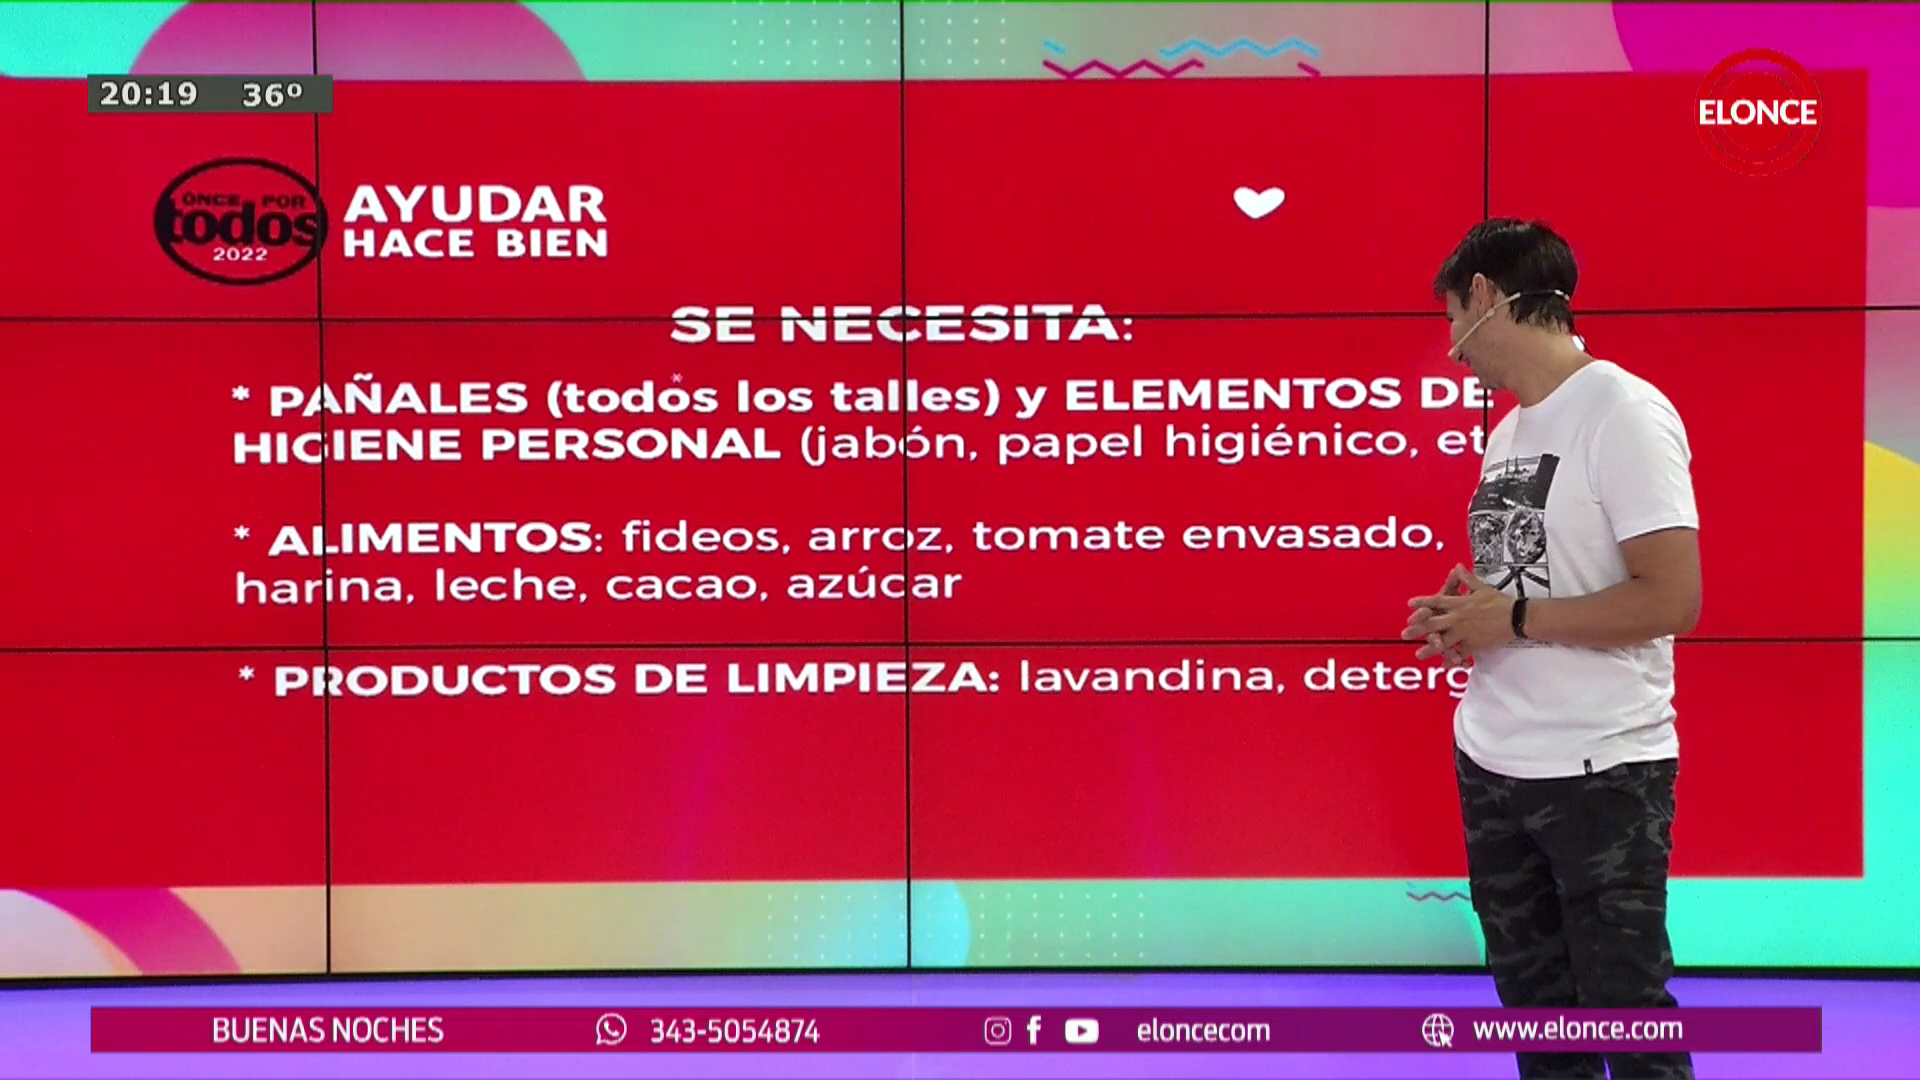 20:19 36º
ELONCE
ONCE POR
todos
2022
AYUDAR
HACE BIEN
SE NECESITA:
* PAÑALES (todos los talles) y ELEMENTOS DE
HIGIENE PERSONAL (jabón, papel higiénico,
* ALIMENTOS: fideos, arroz, tomate envasado,
harina, leche, cacao, azúcar
* PRODUCTOS DE LIMPIEZA: lavandina,
BUENAS NOCHES 343-5054874 eloncecom www.elonce.com